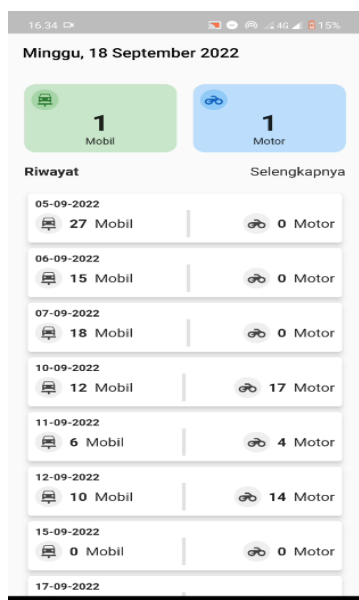 16.34 4G 15%
Minggu, 18 September 2022
1 1
Mobil Motor
Riwayat Selengkapnya
05-09-2022
27 Mobil 0 Motor
06-09-2022
15 Mobil 0 Motor
07-09-2022
18 Mobil 0 Motor
10-09-2022
12 Mobil 17 Motor
11-09-2022
6 Mobil 4 Motor
12-09-2022
10 Mobil 14 Motor
15-09-2022
0 Mobil 0 Motor
17-09-2022